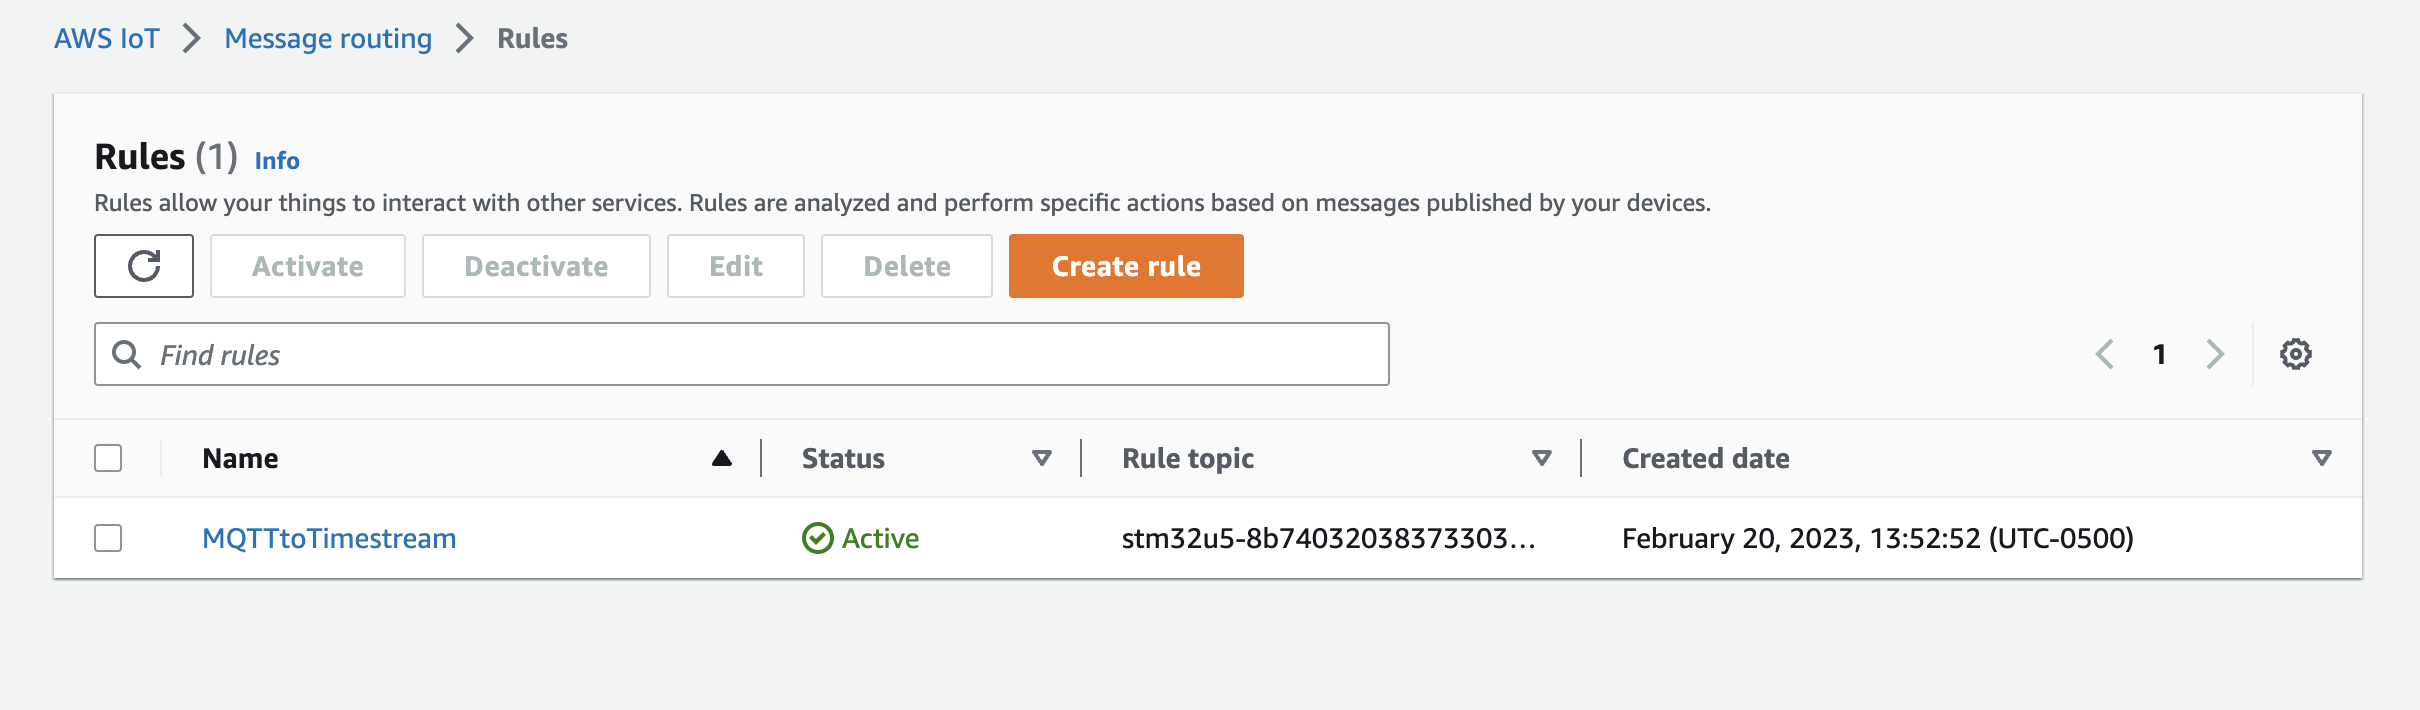 AWS IoT > Message routing > Rules
Rules (1) Info
Rules allow your things to interact with other services. Rules are analyzed and perform specific actions based on messages published by your devices.
Activate Deactivate Edit Delete Create rule
Find rules 1
Name Status Rule topic Created date
MQTTtoTimestream Active stm32u5-8b74032038373303... February 20, 2023, 13:52:52 (UTC-0500)